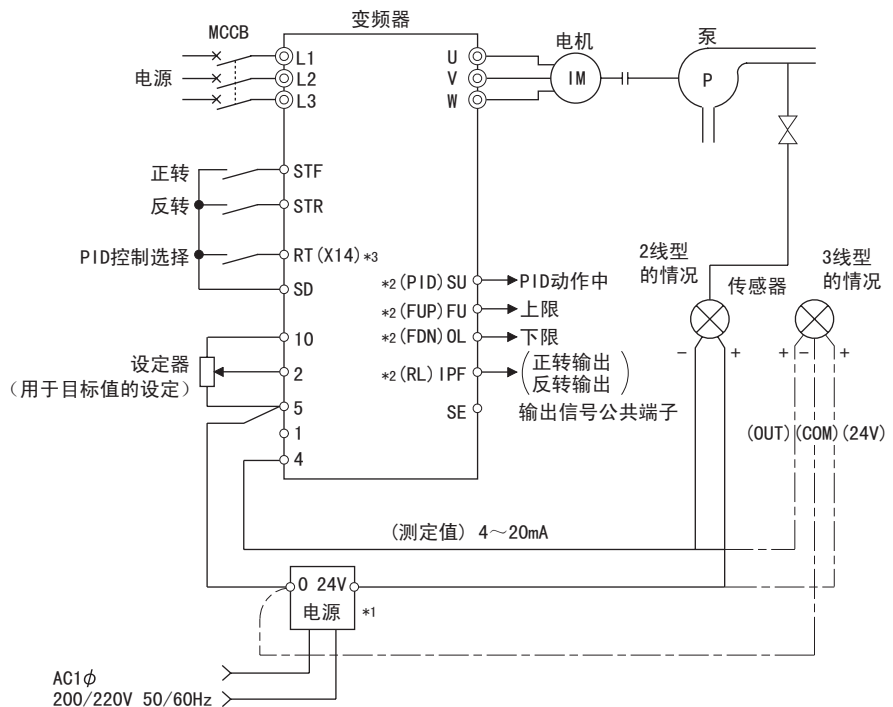 变频器
MCCB
电源
L1
L2
L3
U
V
W
电机
IM
泵
P
正转
STF
反转
STR
PID控制选择
RT(X14)*3
SD
*2(PID)SU
PID动作中
*2(FUP)FU
上限
*2(FDN)OL
下限
*2(RL)IPF
正转输出
反转输出
SE
输出信号公共端子
设定器
(用于目标值的设定)
10
2
5
1
4
2线型
的情况
传感器
3线型
的情况
- +
+ - +
(OUT)(COM)(24V)
(测定值) 4～20mA
0 24V
电源
*1
AC1ϕ
200/220V 50/60Hz